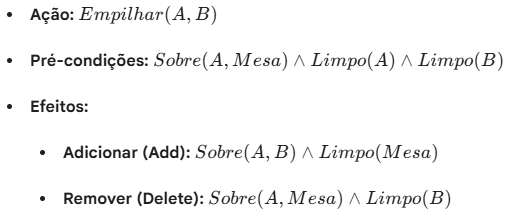 • Ação: Empilhar(A, B)
• Pré-condições: Sobre(A, Mesa) ∧ Limpo(A) ∧ Limpo(B)
• Efeitos:
• Adicionar (Add): Sobre(A, B) ∧ Limpo(Mesa)
• Remover (Delete): Sobre(A, Mesa) ∧ Limpo(B)